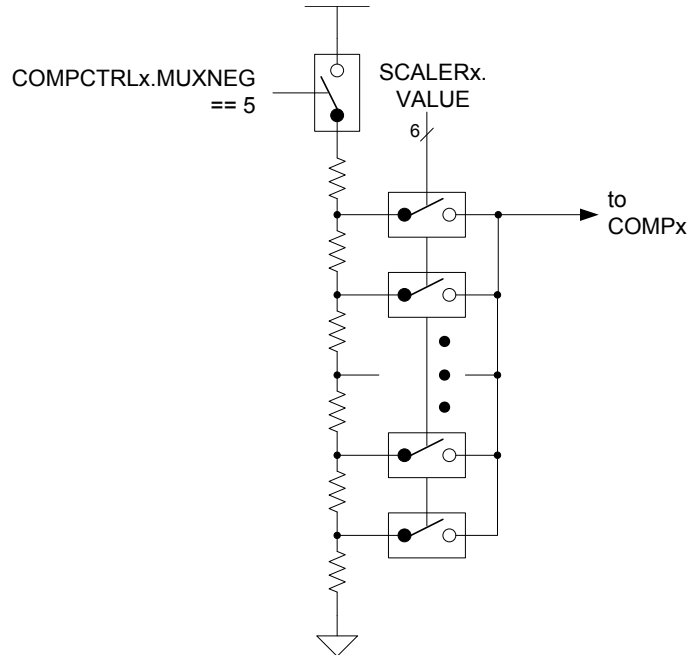 COMPCTRLx.MUXNEG
== 5
SCALERx.
VALUE
6
to
COMPx